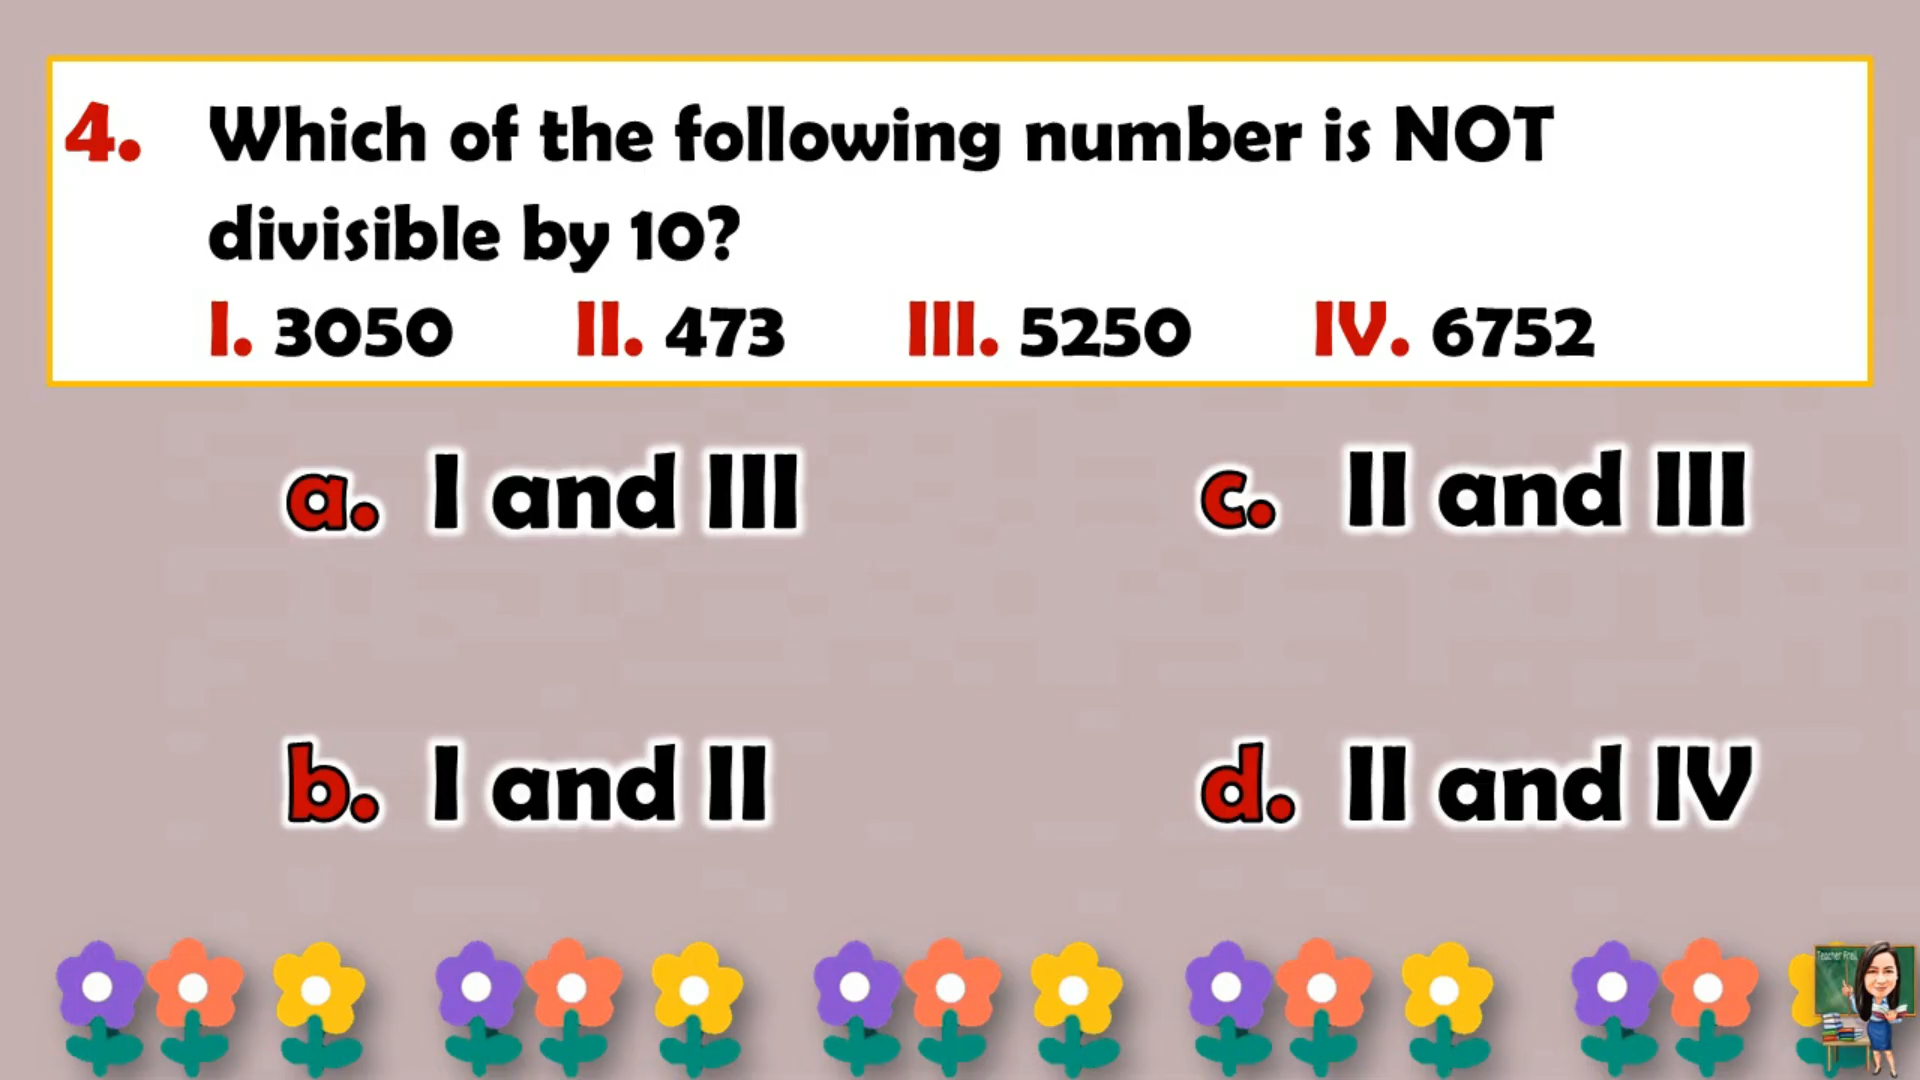 4. Which of the following number is NOT
divisible by 10?
I. 3050 II. 473 III. 5250 IV. 6752
a. I and III
c. II and III
b. I and II
d. II and IV